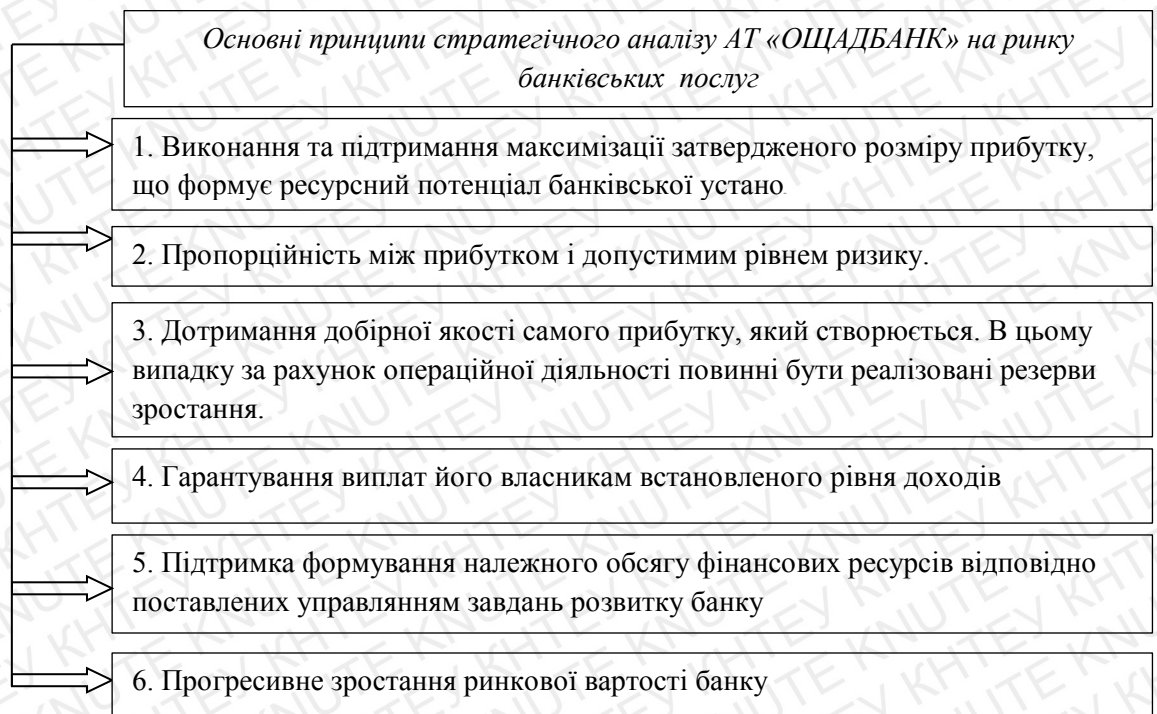 Основні принципи стратегічного аналізу АТ «ОЩАДБАНК» на ринку
банківських послуг
1. Виконання та підтримання максимізації затвердженого розміру прибутку,
що формує ресурсний потенціал банківської устано
2. Пропорційність між прибутком і допустимим рівнем ризику.
3. Дотримання добірної якості самого прибутку, який створюється. В цьому
випадку за рахунок операційної діяльності повинні бути реалізовані резерви
зростання.
4. Гарантування виплат його власникам встановленого рівня доходів
5. Підтримка формування належного обсягу фінансових ресурсів відповідно
поставлених управлянням завдань розвитку банку
6. Прогресивне зростання ринкової вартості банку